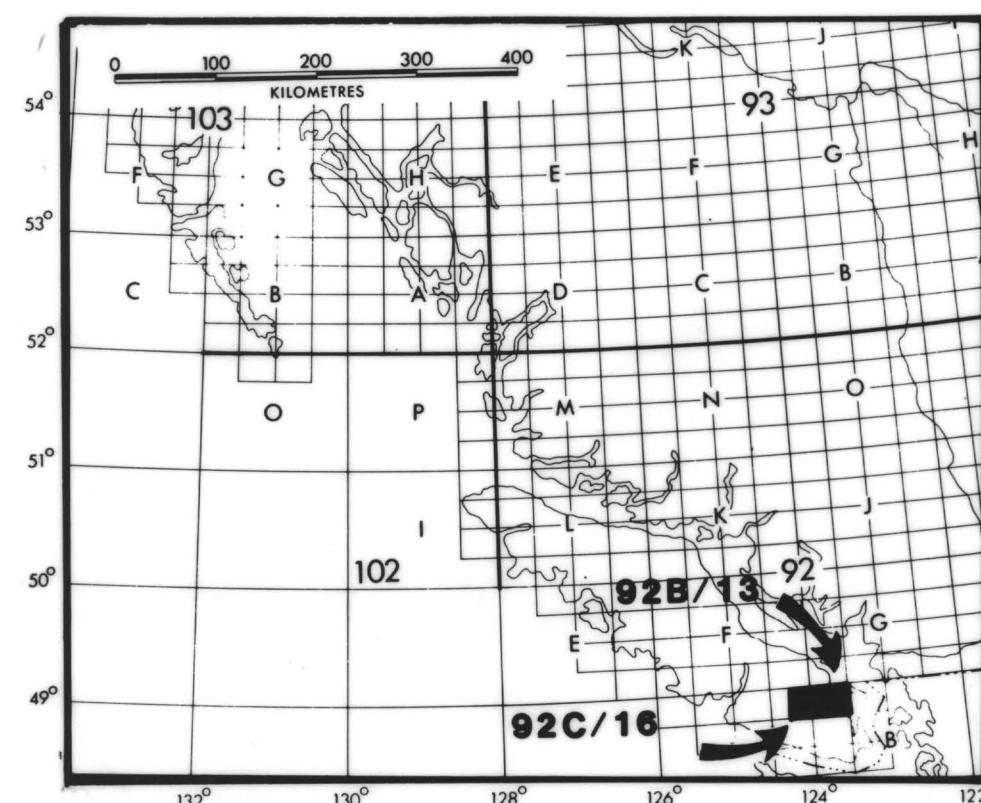 0 100 200 300 400
KILOMETRES
K J
54°
103 93
F G H E F G H
53°
C B A D C B
52°
O P M N O
51°
I L K J
102 92
50°
92B/13
E F G
49°
92C/16
B
132° 130° 128° 126° 124° 122